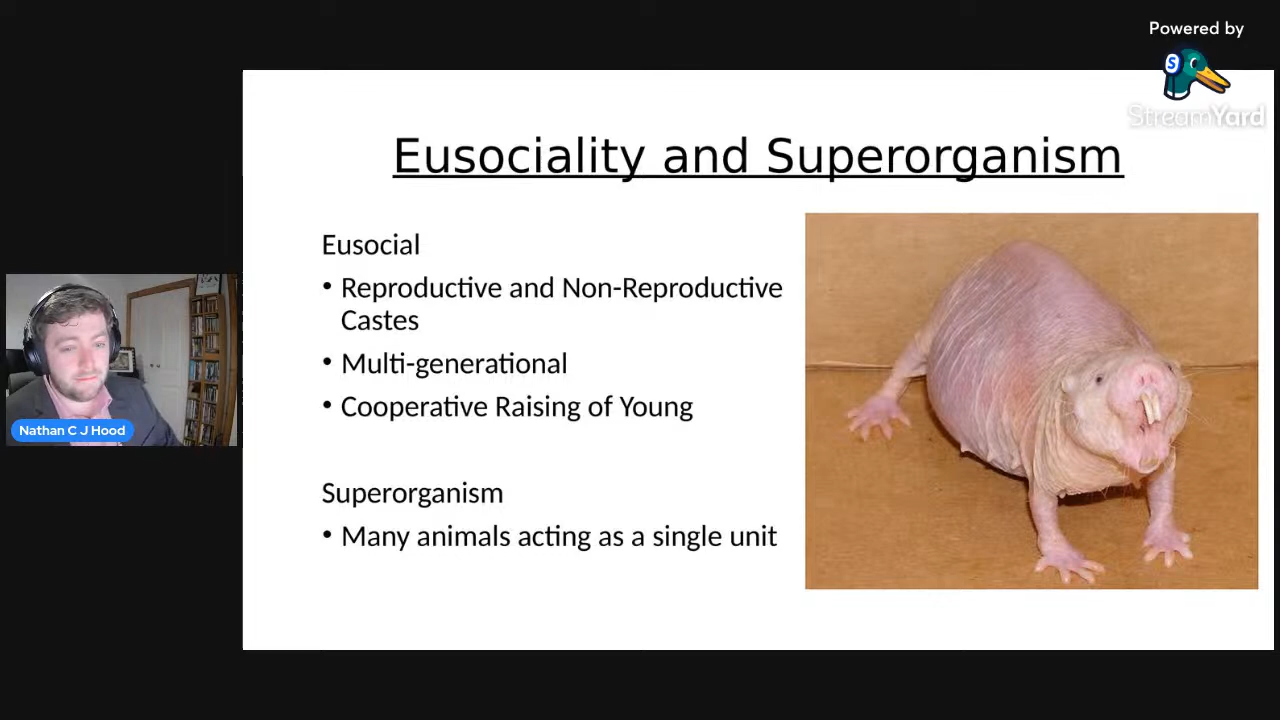 Powered by
StreamYard
Eusociality and Superorganism
Eusocial
• Reproductive and Non-Reproductive
Castes
• Multi-generational
• Cooperative Raising of Young
Superorganism
• Many animals acting as a single unit
Nathan C J Hood